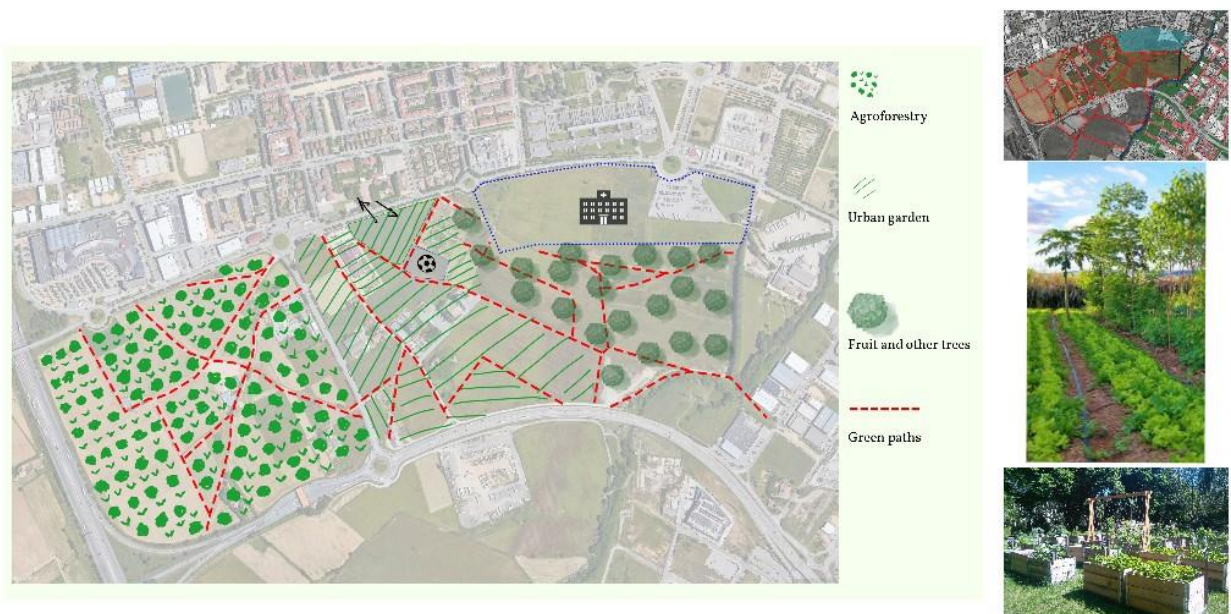 Agroforestry
Urban garden
Fruit and other trees
Green paths